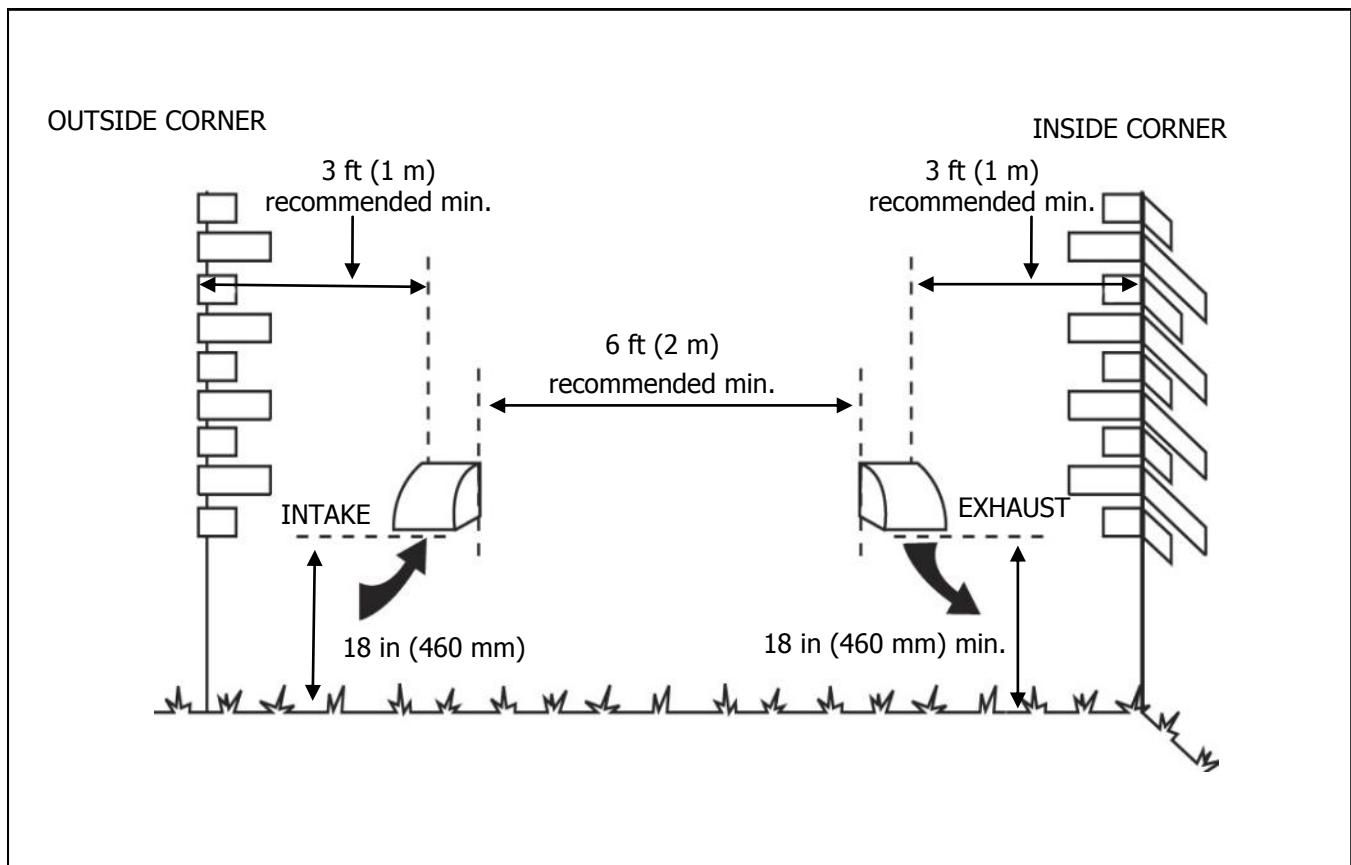 OUTSIDE CORNER
INSIDE CORNER
3 ft (1 m)
recommended min.
3 ft (1 m)
recommended min.
6 ft (2 m)
recommended min.
INTAKE
EXHAUST
18 in (460 mm)
18 in (460 mm) min.